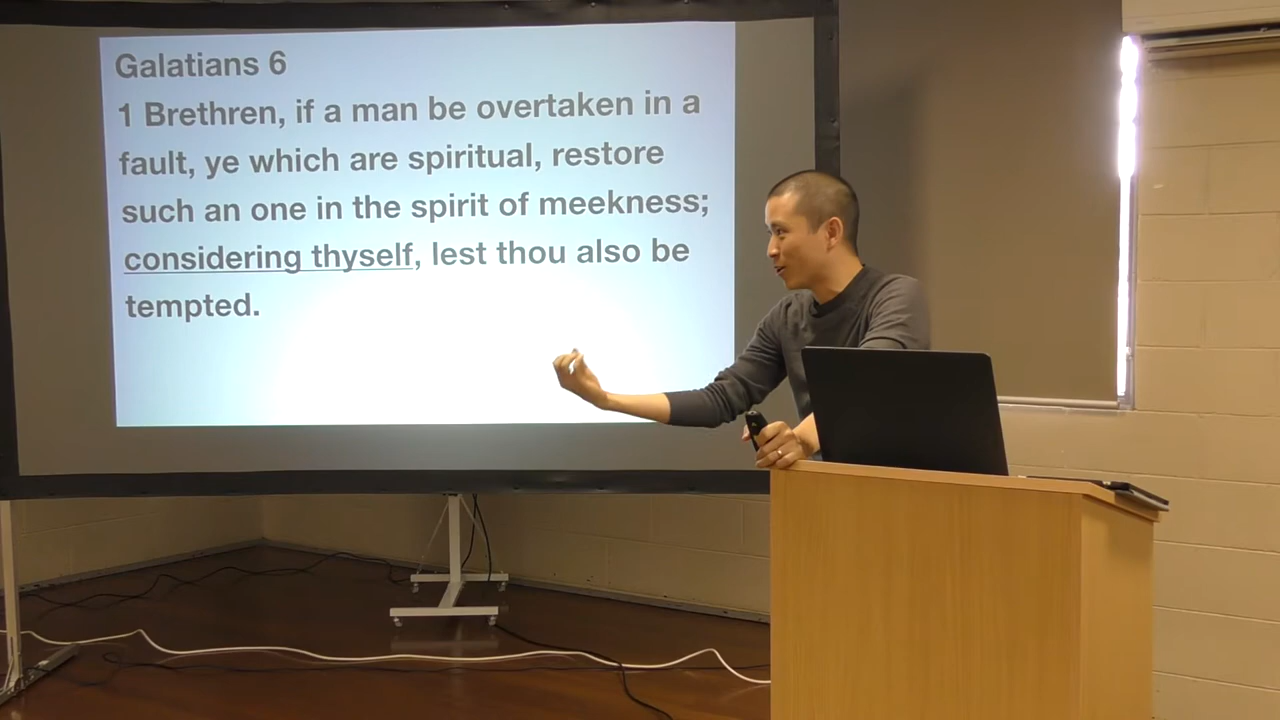 Galatians 6
1 Brethren, if a man be overtaken in a
fault, ye which are spiritual, restore
such an one in the spirit of meekness;
considering thyself, lest thou also be
tempted.